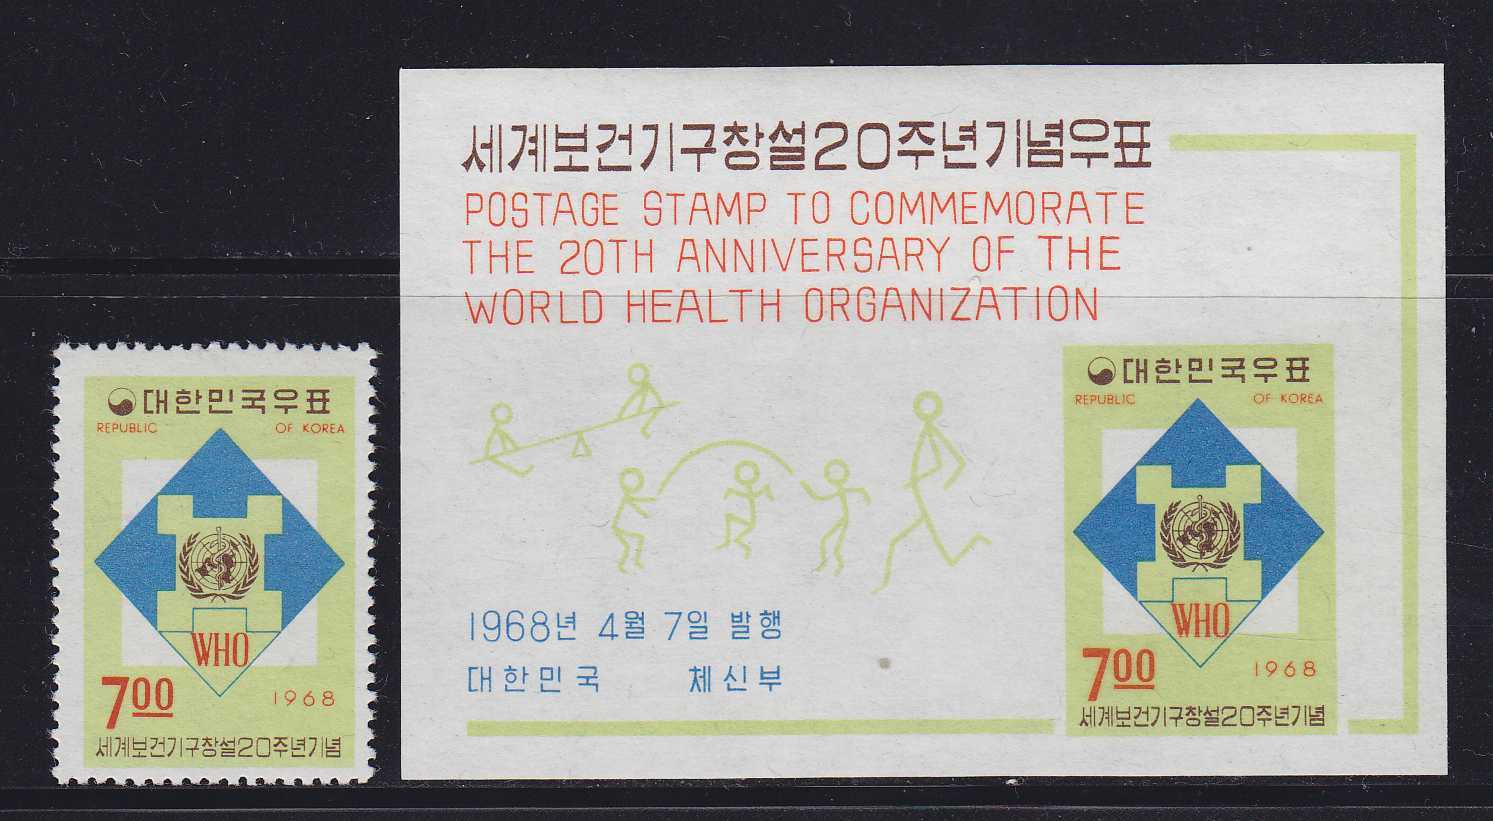 세계보건기구창설20주년기념우표
POSTAGE STAMP TO COMMEMORATE
THE 20TH ANNIVERSARY OF THE
WORLD HEALTH ORGANIZATION
1968년 4월 7일 발행
대한민국 체신부
대한민국우표
REPUBLIC OF KOREA
WHO
7.00 1968
세계보건기구창설20주년기념
대한민국우표
REPUBLIC OF KOREA
WHO
7.00 1968
세계보건기구창설20주년기념